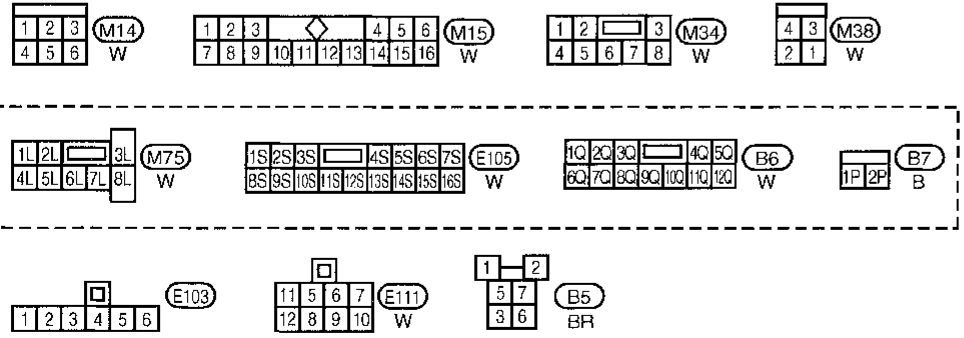 1 2 3 M14
4 5 6 W
1 2 3 4 5 6 M15
7 8 9 10 11 12 13 14 15 16 W
1 2 3 M34
4 5 6 7 8 W
4 3 M38
2 1 W
1L 2L 3L M75
4L 5L 6L 7L 8L W
1S 2S 3S 4S 5S 6S 7S E105
8S 9S 10S 11S 12S 13S 14S 15S 16S W
1Q 2Q 3Q 4Q 5Q B6
6Q 7Q 8Q 9Q 10Q 11Q 12Q W
B7
1P 2P B
E103
1 2 3 4 5 6
11 5 6 7 E111
12 8 9 10 W
1 2
5 7 B5
3 6 BR